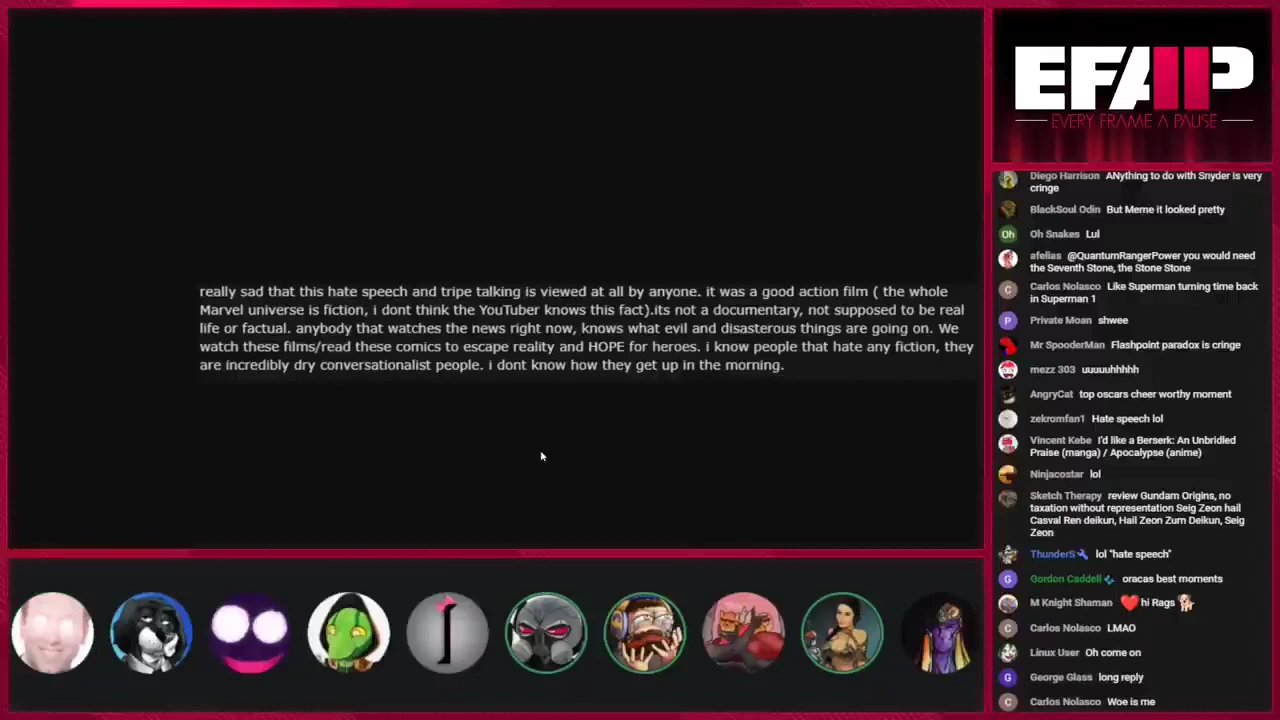 really sad that this hate speech and tripe talking is viewed at all by anyone. it was a good action film ( the whole
Marvel universe is fiction, i dont think the YouTuber knows this fact).its not a documentary, not supposed to be real
life or factual. anybody that watches the news right now, knows what evil and disasterous things are going on. We
watch these films/read these comics to escape reality and HOPE for heroes. i know people that hate any fiction, they
are incredibly dry conversationalist people. i dont know how they get up in the morning.
EFAP
EVERY FRAME A PAUSE
Diego Harrison ANything to do with Snyder is very
cringe
BlackSoul Odin But Meme it looked pretty
Oh Oh Snakes Lul
afelias @QuantumRangerPower you would need
the Seventh Stone, the Stone Stone
C Carlos Nolasco Like Superman turning time back
in Superman 1
P Private Moan shwee
Mr SpooderMan Flashpoint paradox is cringe
mezz 303 uuuuuhhhhh
AngryCat top oscars cheer worthy moment
zekromfan1 Hate speech lol
Vincent Kebe I'd like a Berserk: An Unbridled
Praise (manga) / Apocalypse (anime)
Ninjacostar lol
Sketch Therapy review Gundam Origins, no
taxation without representation Seig Zeon hail
Casval Ren deikun, Hail Zeon Zum Deikun, Seig
Zeon
ThunderS lol "hate speech"
G Gordon Caddell oracas best moments
M Knight Shaman hi Rags
C Carlos Nolasco LMAO
Linux User Oh come on
G George Glass long reply
C Carlos Nolasco Woe is me